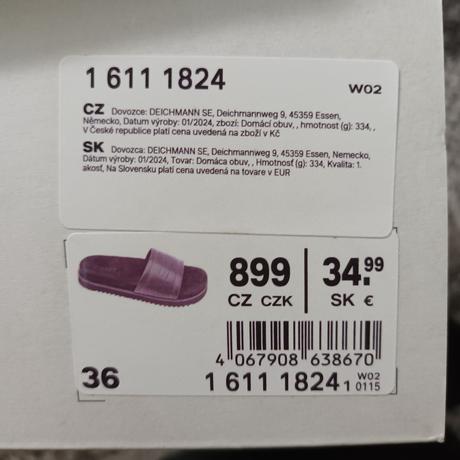 1 611 1824
W02
CZ Dovozce: DEICHMANN SE, Deichmannweg 9, 45359 Essen,
Německo, Datum výroby: 01/2024, zbozí: Domácí obuv, , hmotnost (g): 334, ,
V České republice platí cena uvedená na zboží v Kč
SK Dovozca: DEICHMANN SE, Deichmannweg 9, 45359 Essen, Nemecko,
Dátum výroby: 01/2024, Tovar: Domáca obuv, , Hmotnosť (g): 334, Kvalita: 1.
akosť, Na Slovensku platí cena uvedená na tovare v EUR
899 34.99
CZ CZK SK €
4 067908 638670
36 1 611 1824 1 W02 0115